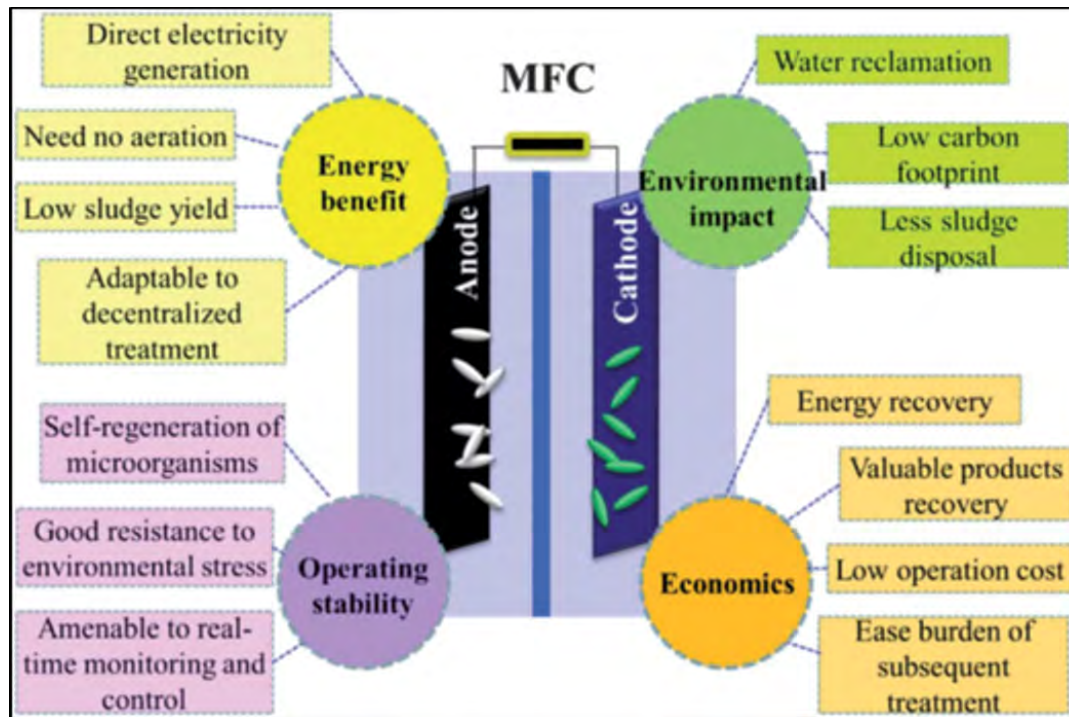 Direct electricity
generation
Need no aeration
Low sludge yield
Adaptable to
decentralized
treatment
Energy
benefit
MFC
Water reclamation
Low carbon
footprint
Less sludge
disposal
Environmental
impact
Anode
Cathode
Self-regeneration of
microorganisms
Good resistance to
environmental stress
Amenable to real-
time monitoring and
control
Operating
stability
Energy recovery
Valuable products
recovery
Low operation cost
Ease burden of
subsequent
treatment
Economics